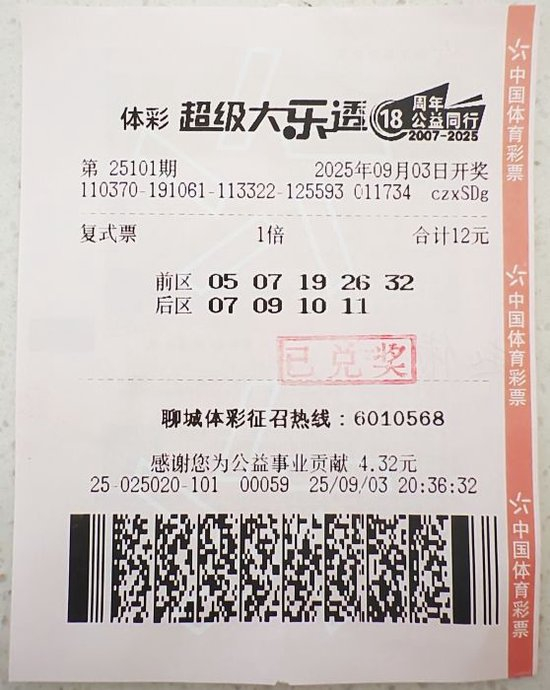 体彩 超级大乐透 18 周年 公益同行 2007-2025
第 25101期 2025年09月03日开奖
110370-191061-113322-125593 011734 czxSDg
复式票 1倍 合计12元
前区 05 07 19 26 32
后区 07 09 10 11
已兑奖
聊城体彩征召热线：6010568
感谢您为公益事业贡献 4.32元
25-025020-101 00059 25/09/03 20:36:32
中国体育彩票
中国体育彩票
中国体育彩票